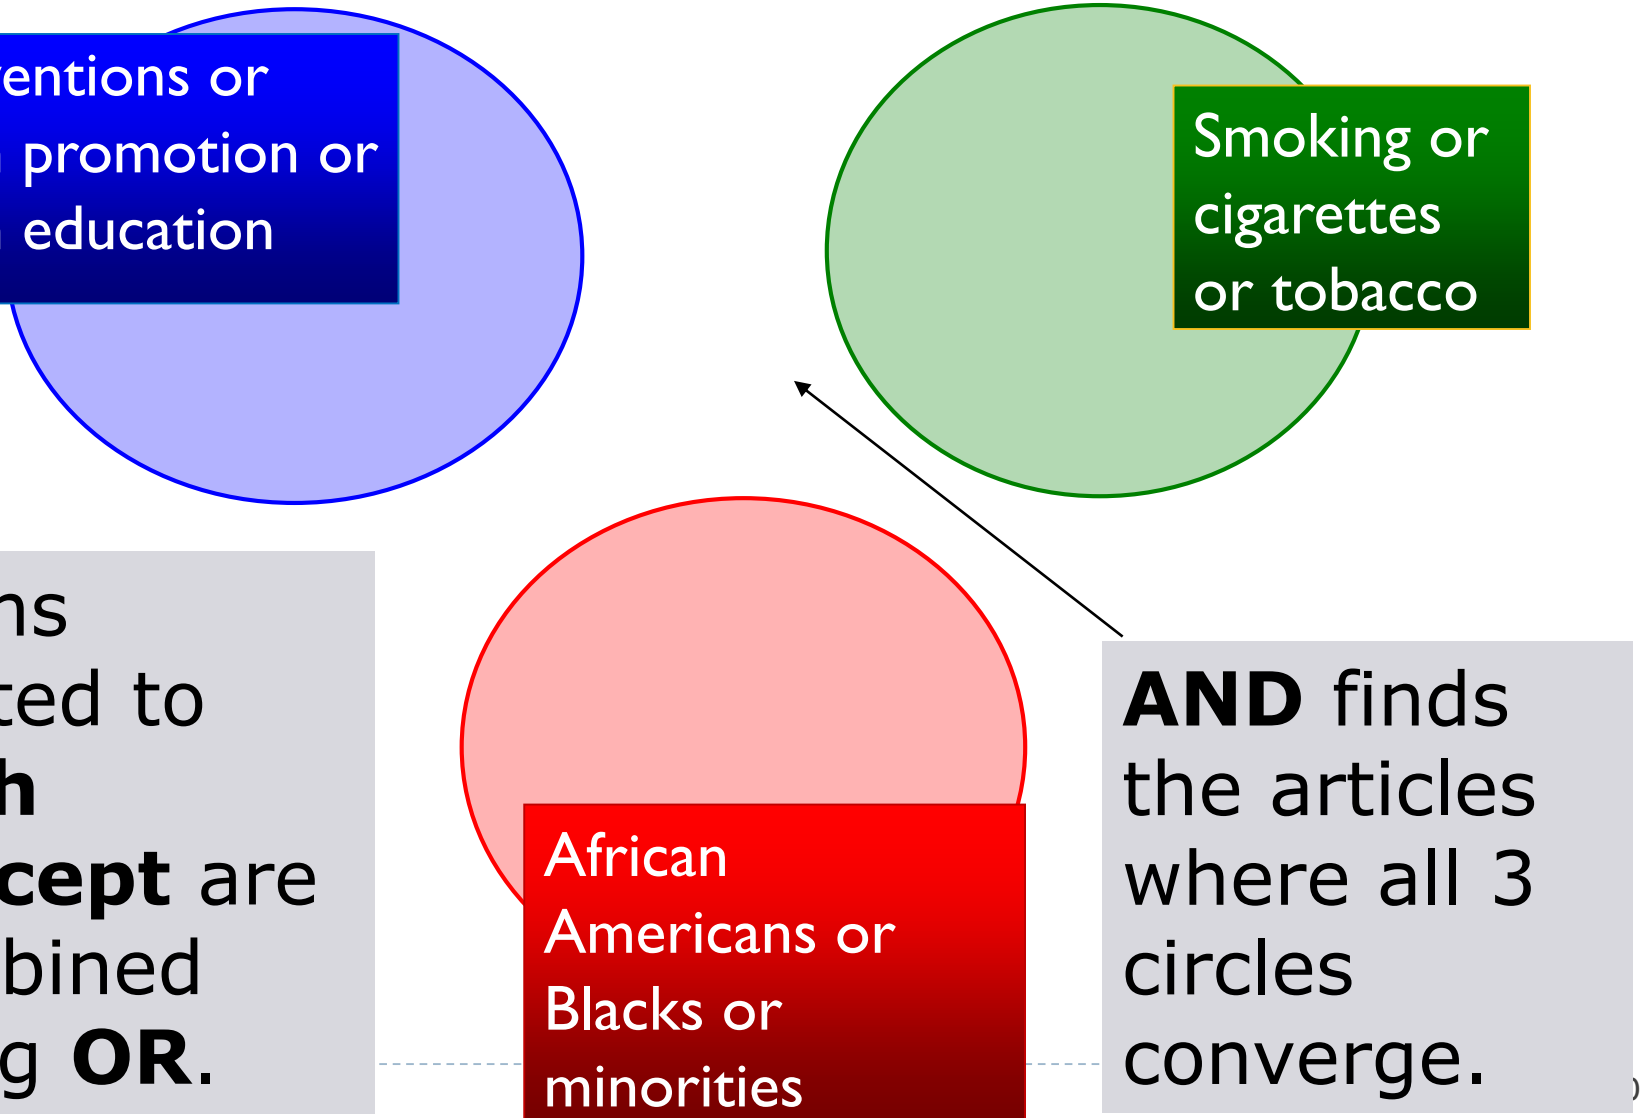 entions or
promotion or
education
Smoking or
cigarettes
or tobacco
ns
ted to
h
cept are
bined
g OR.
African
Americans or
Blacks or
minorities
AND finds
the articles
where all 3
circles
converge.